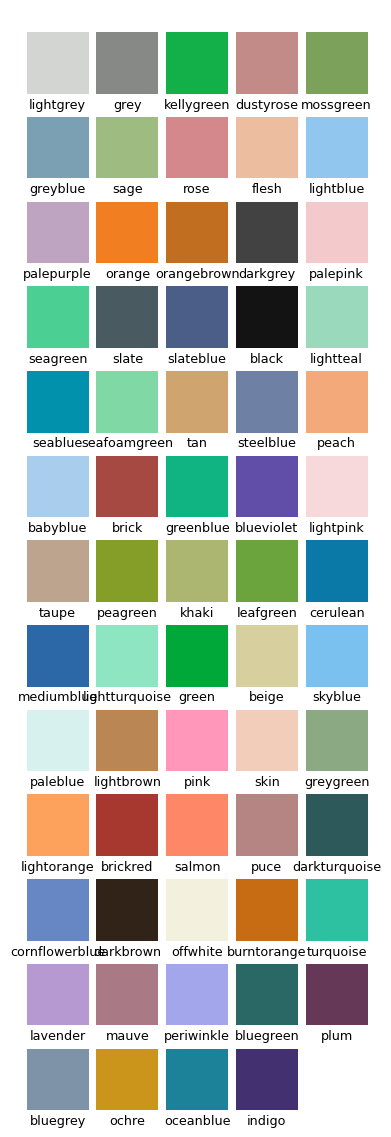 lightgrey grey kellygreen dustyrose mossgreen
greyblue sage rose flesh lightblue
palepurple orange orangebrown darkgrey palepink
seagreen slate slateblue black lightteal
seablue seafoamgreen tan steelblue peach
babyblue brick greenblue blueviolet lightpink
taupe peagreen khaki leafgreen cerulean
mediumblue lightturquoise green beige skyblue
paleblue lightbrown pink skin greygreen
lightorange brickred salmon puce darkturquoise
cornflowerblue darkbrown offwhite burntorange turquoise
lavender mauve periwinkle bluegreen plum
bluegrey ochre oceanblue indigo